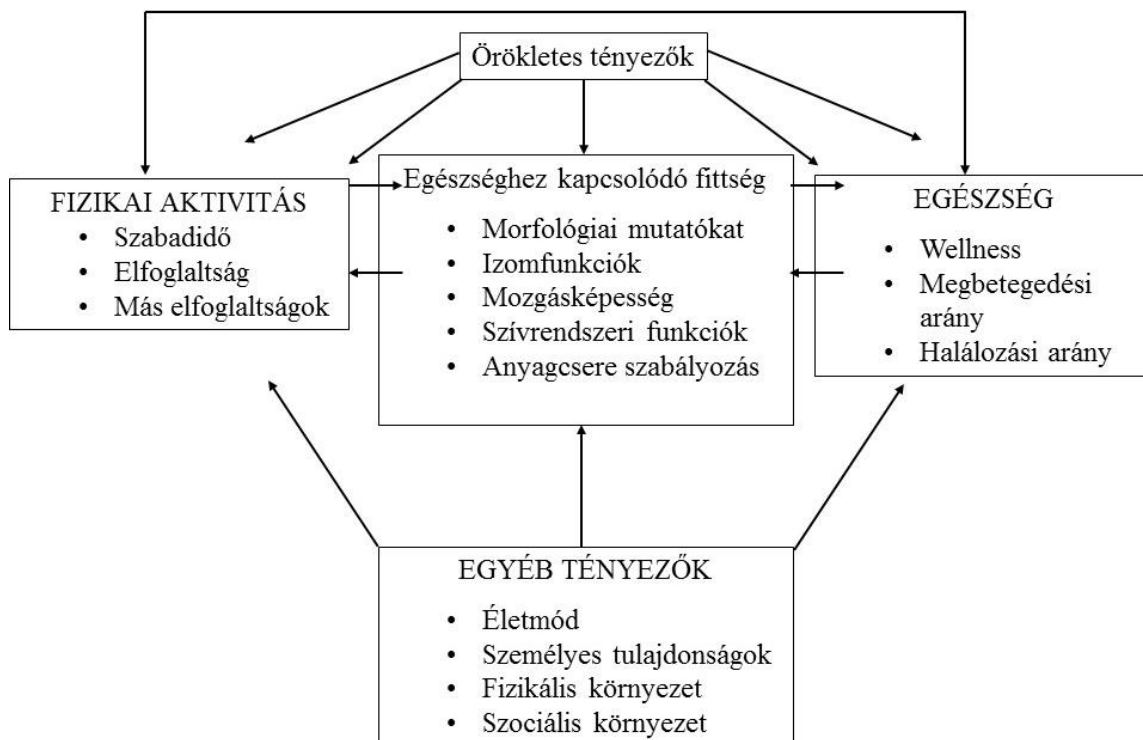 Örökletes tényezők
FIZIKAI AKTIVITÁS
• Szabadidő
• Elfoglaltság
• Más elfoglaltságok
Egészséghez kapcsolódó fittség
• Morfológiai mutatókat
• Izomfunkciók
• Mozgásképesség
• Szívrendszeri funkciók
• Anyagcsere szabályozás
EGÉSZSÉG
• Wellness
• Megbetegedési
arány
• Halálozási arány
EGYÉB TÉNYEZŐK
• Életmód
• Személyes tulajdonságok
• Fizikális környezet
• Szociális környezet